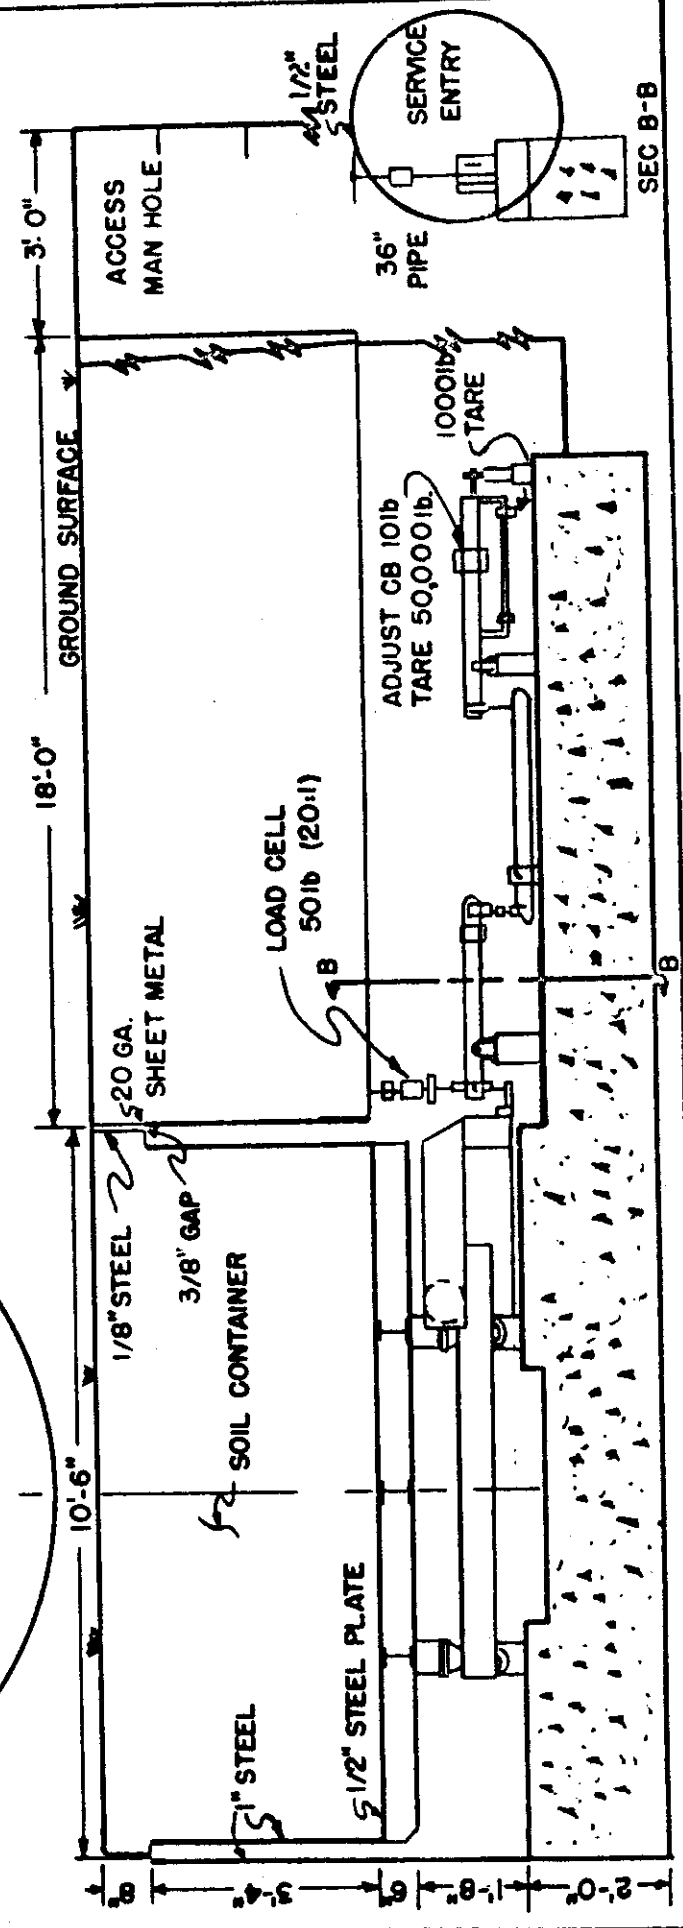 3'-0"
18'-0"
10'-6"
GROUND SURFACE
ACCESS
MAN HOLE
1/2"
STEEL
SERVICE
ENTRY
36"
PIPE
SEC B-B
1000lb
TARE
ADJUST CB 10lb
TARE 50,000lb.
LOAD CELL
50lb (20:1)
B
B
20 GA.
SHEET METAL
1/8" STEEL
3/8" GAP
SOIL CONTAINER
1" STEEL
1/2" STEEL PLATE
8"
3'-4"
6"
1'-8"
2'-0"